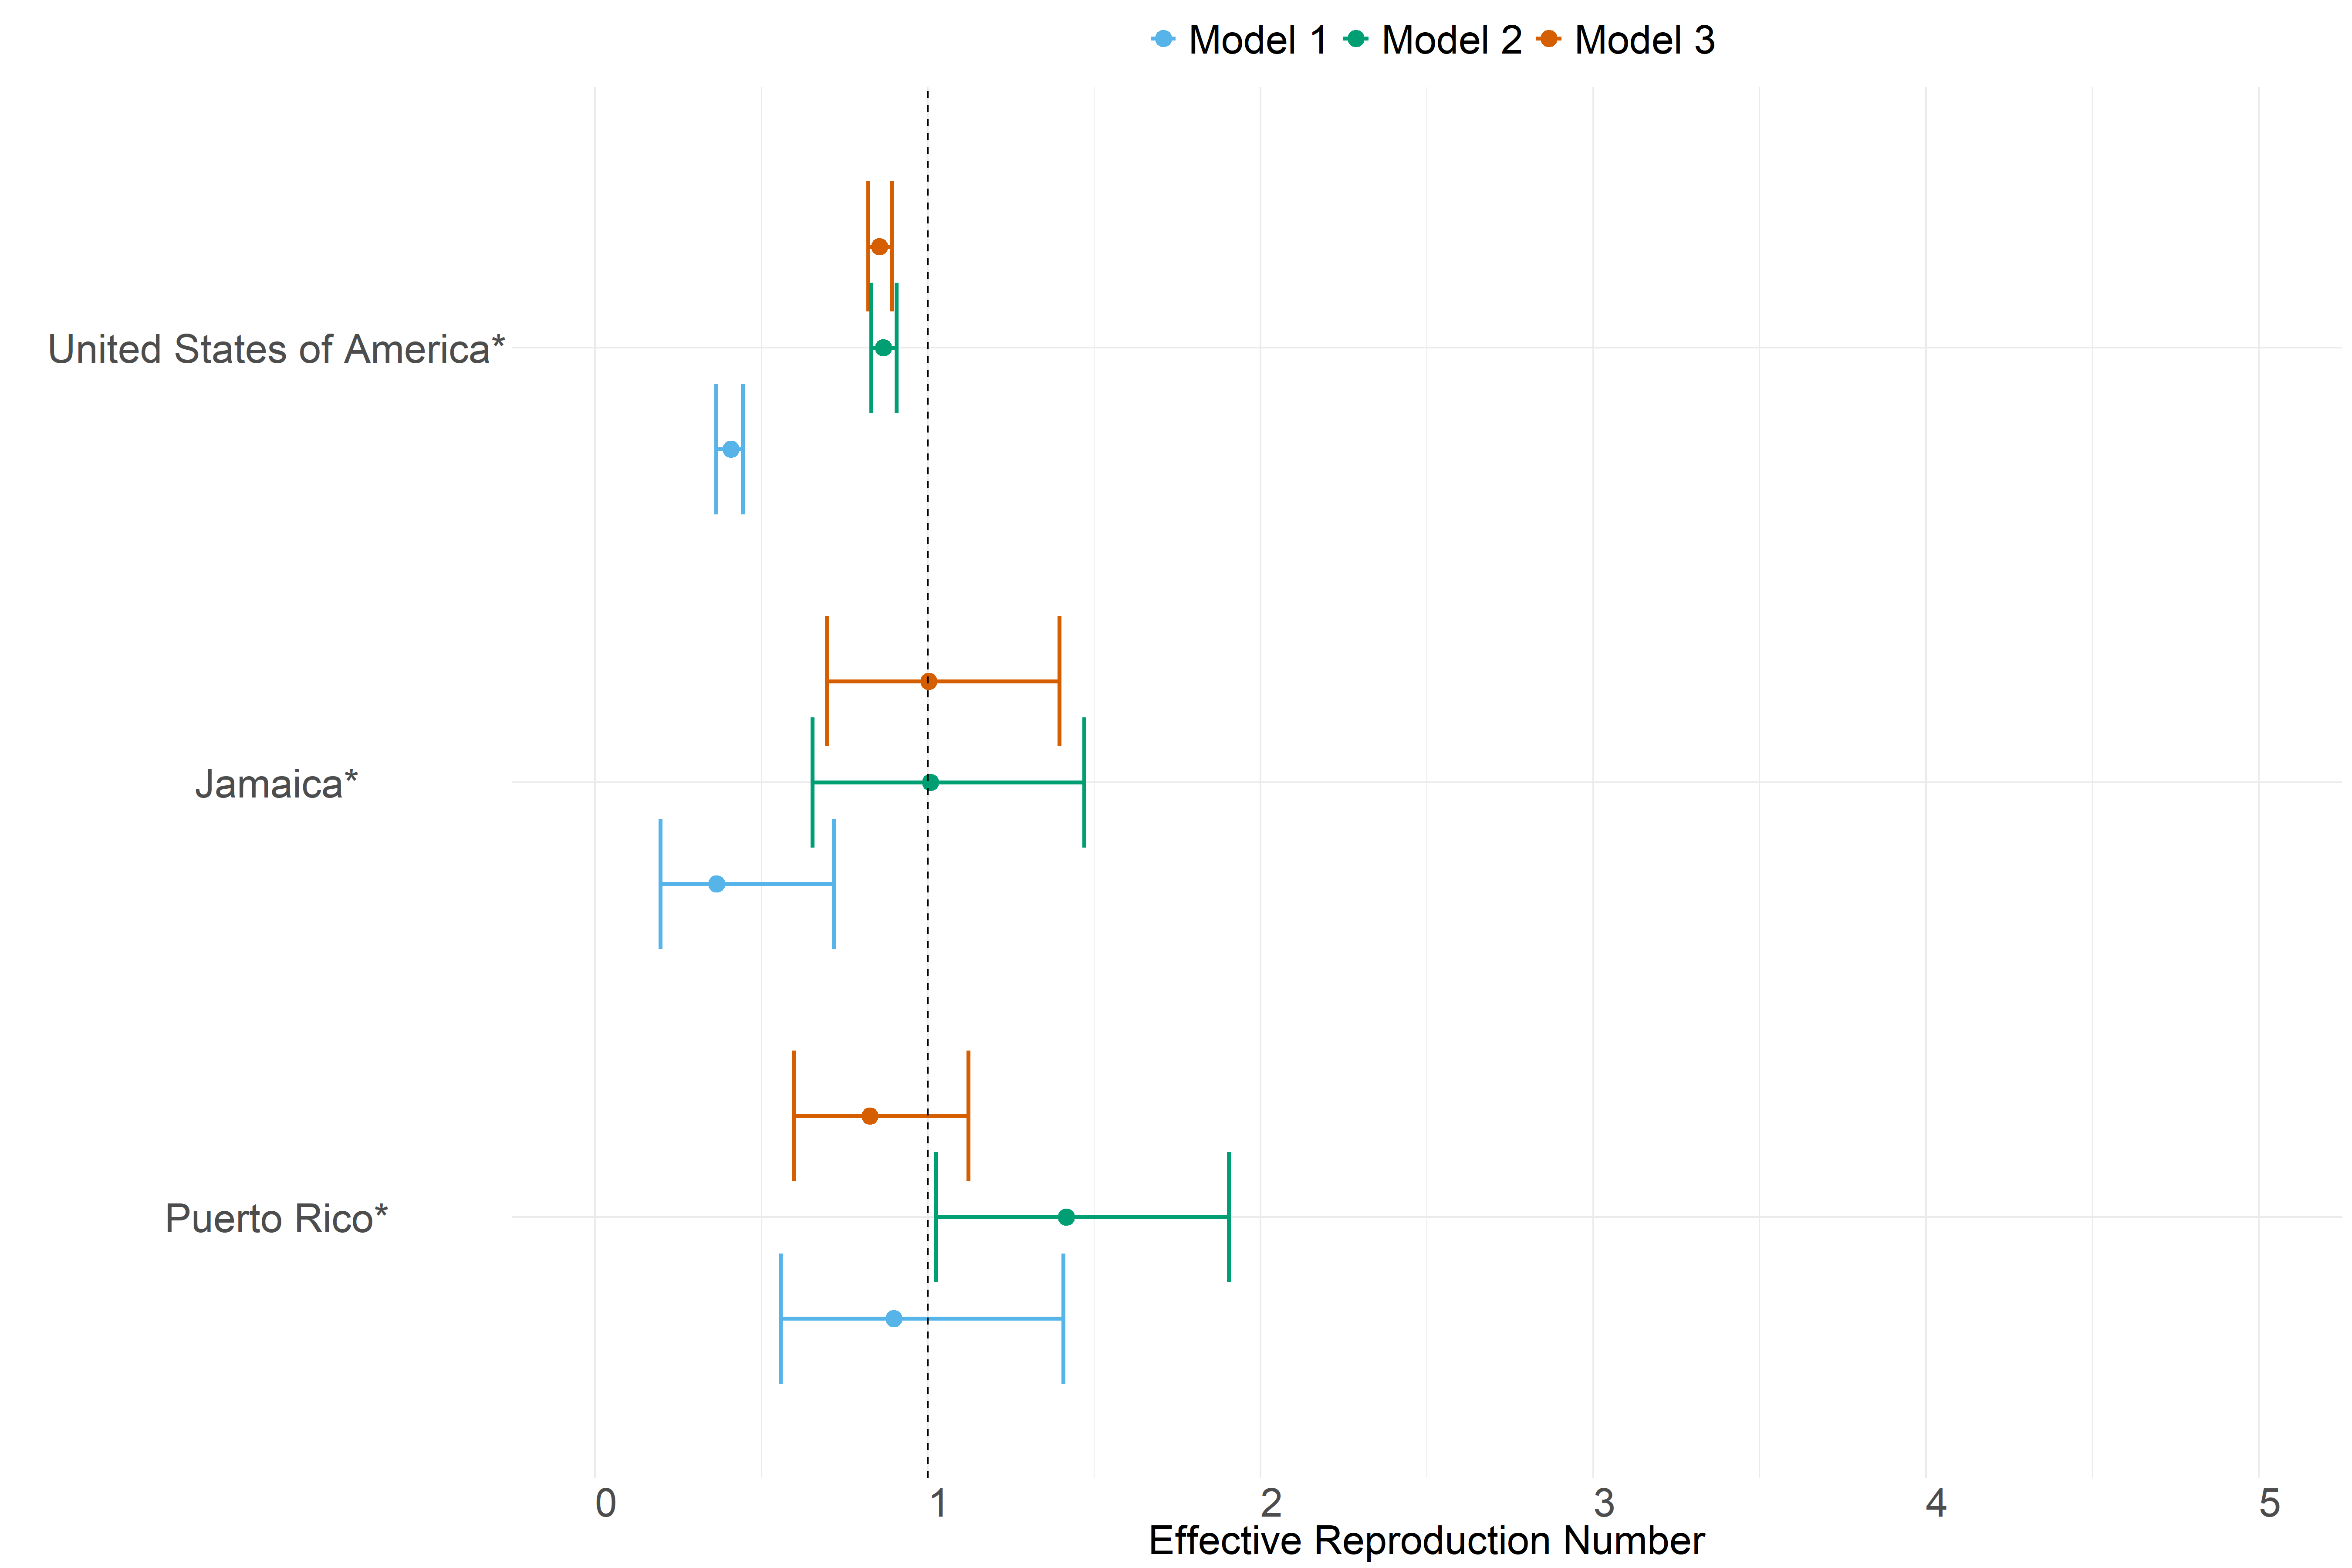 Model 1 Model 2 Model 3
United States of America*
Jamaica*
Puerto Rico*
0 1 2 3 4 5
Effective Reproduction Number